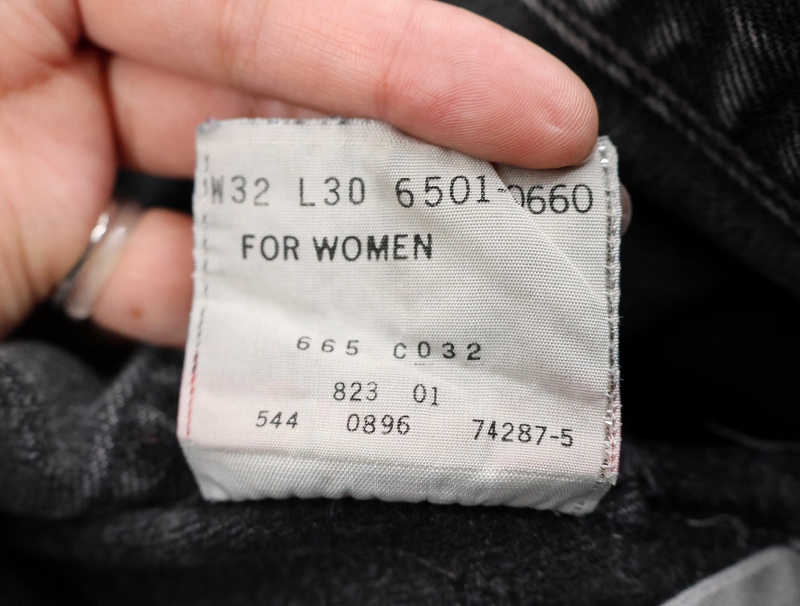 W32 L30 6501-0660
FOR WOMEN
665 C032
823 01
544 0896 74287-5